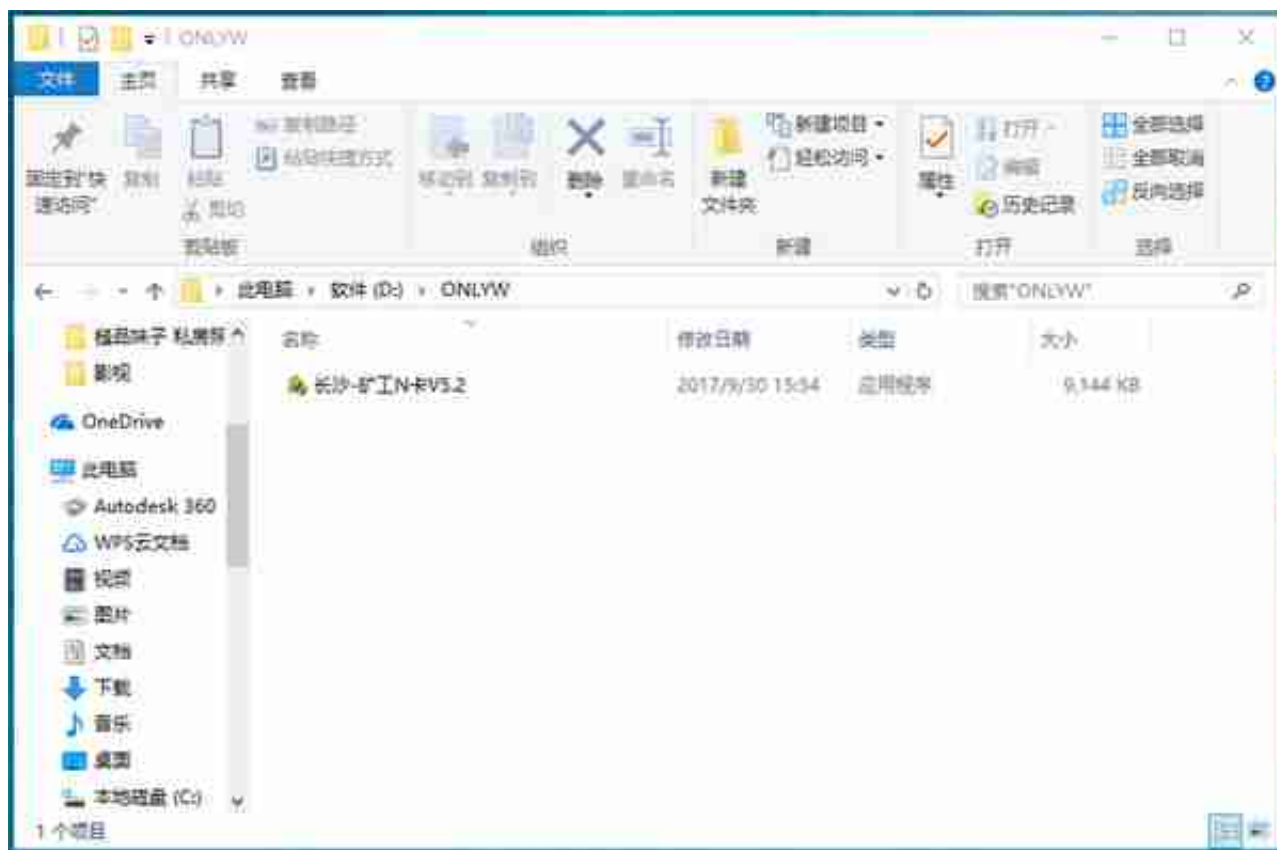 ONLYW
文件 主页 共享 查看
固定到"快速访问"
复制
粘贴
复制路径
粘贴快捷方式
剪切
剪贴板
移动到 复制到 删除 重命名
组织
新建文件夹
新建项目
轻松访问
新建
属性
打开
编辑
历史记录
打开
全部选择
全部取消
反向选择
选择
此电脑 软件 (D:) ONLYW
搜索"ONLYW"
名称 修改日期 类型 大小
长沙-矿工N-RV5.2 2017/9/30 15:54 应用程序 9,144 KB
极品妹子 私房
影视
OneDrive
此电脑
Autodesk 360
WPS云文档
视频
图片
文档
下载
音乐
桌面
本地磁盘 (C:)
1 个项目